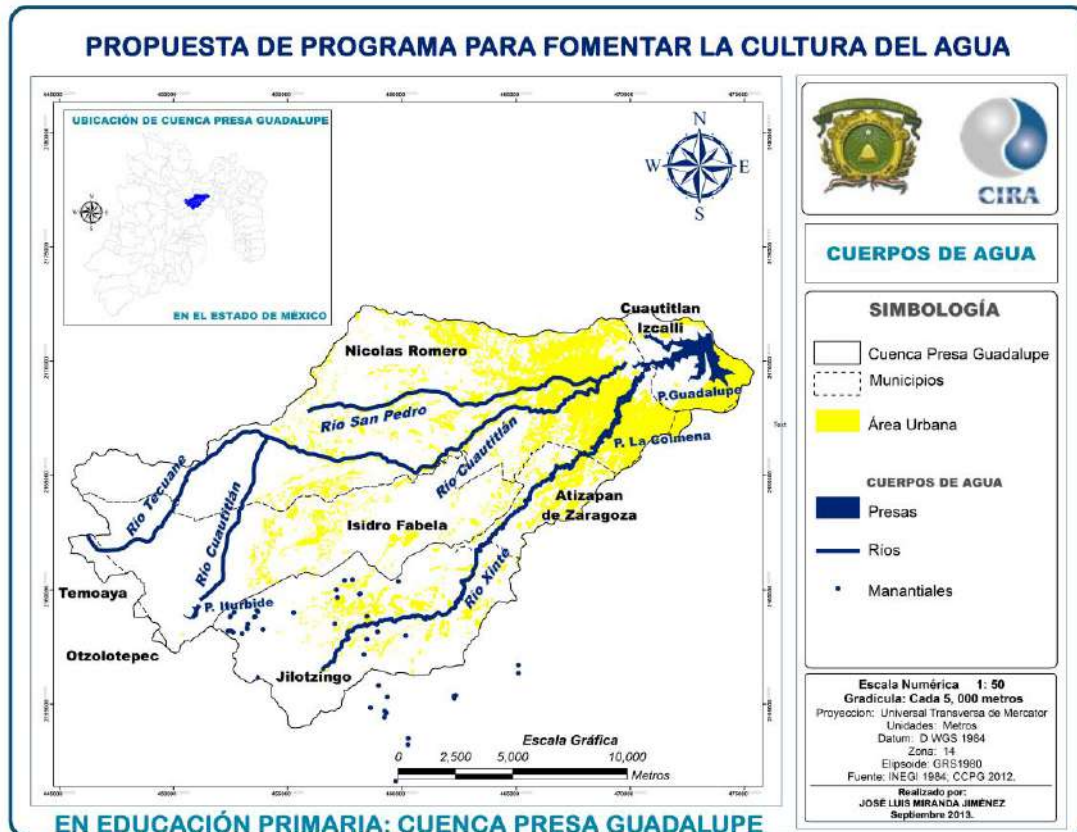 PROPUESTA DE PROGRAMA PARA FOMENTAR LA CULTURA DEL AGUA
UBICACIÓN DE CUENCA PRESA GUADALUPE
EN EL ESTADO DE MÉXICO
N
W E
S
CIRA
CUERPOS DE AGUA
SIMBOLOGÍA
Cuenca Presa Guadalupe
Municipios
Área Urbana
CUERPOS DE AGUA
Presas
Ríos
Manantiales
Cuautitlan
Izcalli
Nicolas Romero
P.Guadalupe
Río San Pedro
P. La Colmena
Río Cuautitlán
Río Tecuane
Río Cuautitlán
Atizapan
de Zaragoza
Isidro Fabela
Río Xinté
Temoaya
P. Iturbide
Otzolotepec
Jilotzingo
Escala Gráfica
0 2,500 5,000 10,000
Metros
Escala Numérica 1: 50
Gradícula: Cada 5, 000 metros
Proyeccion: Universal Transversa de Mercator
Unidades: Metros
Datum: D WGS 1984
Zona: 14
Elipsoide: GRS1980
Fuente: INEGI 1984; CCPG 2012.
Realizado por:
JOSÉ LUIS MIRANDA JIMÉNEZ
Septiembre 2013.
EN EDUCACIÓN PRIMARIA: CUENCA PRESA GUADALUPE